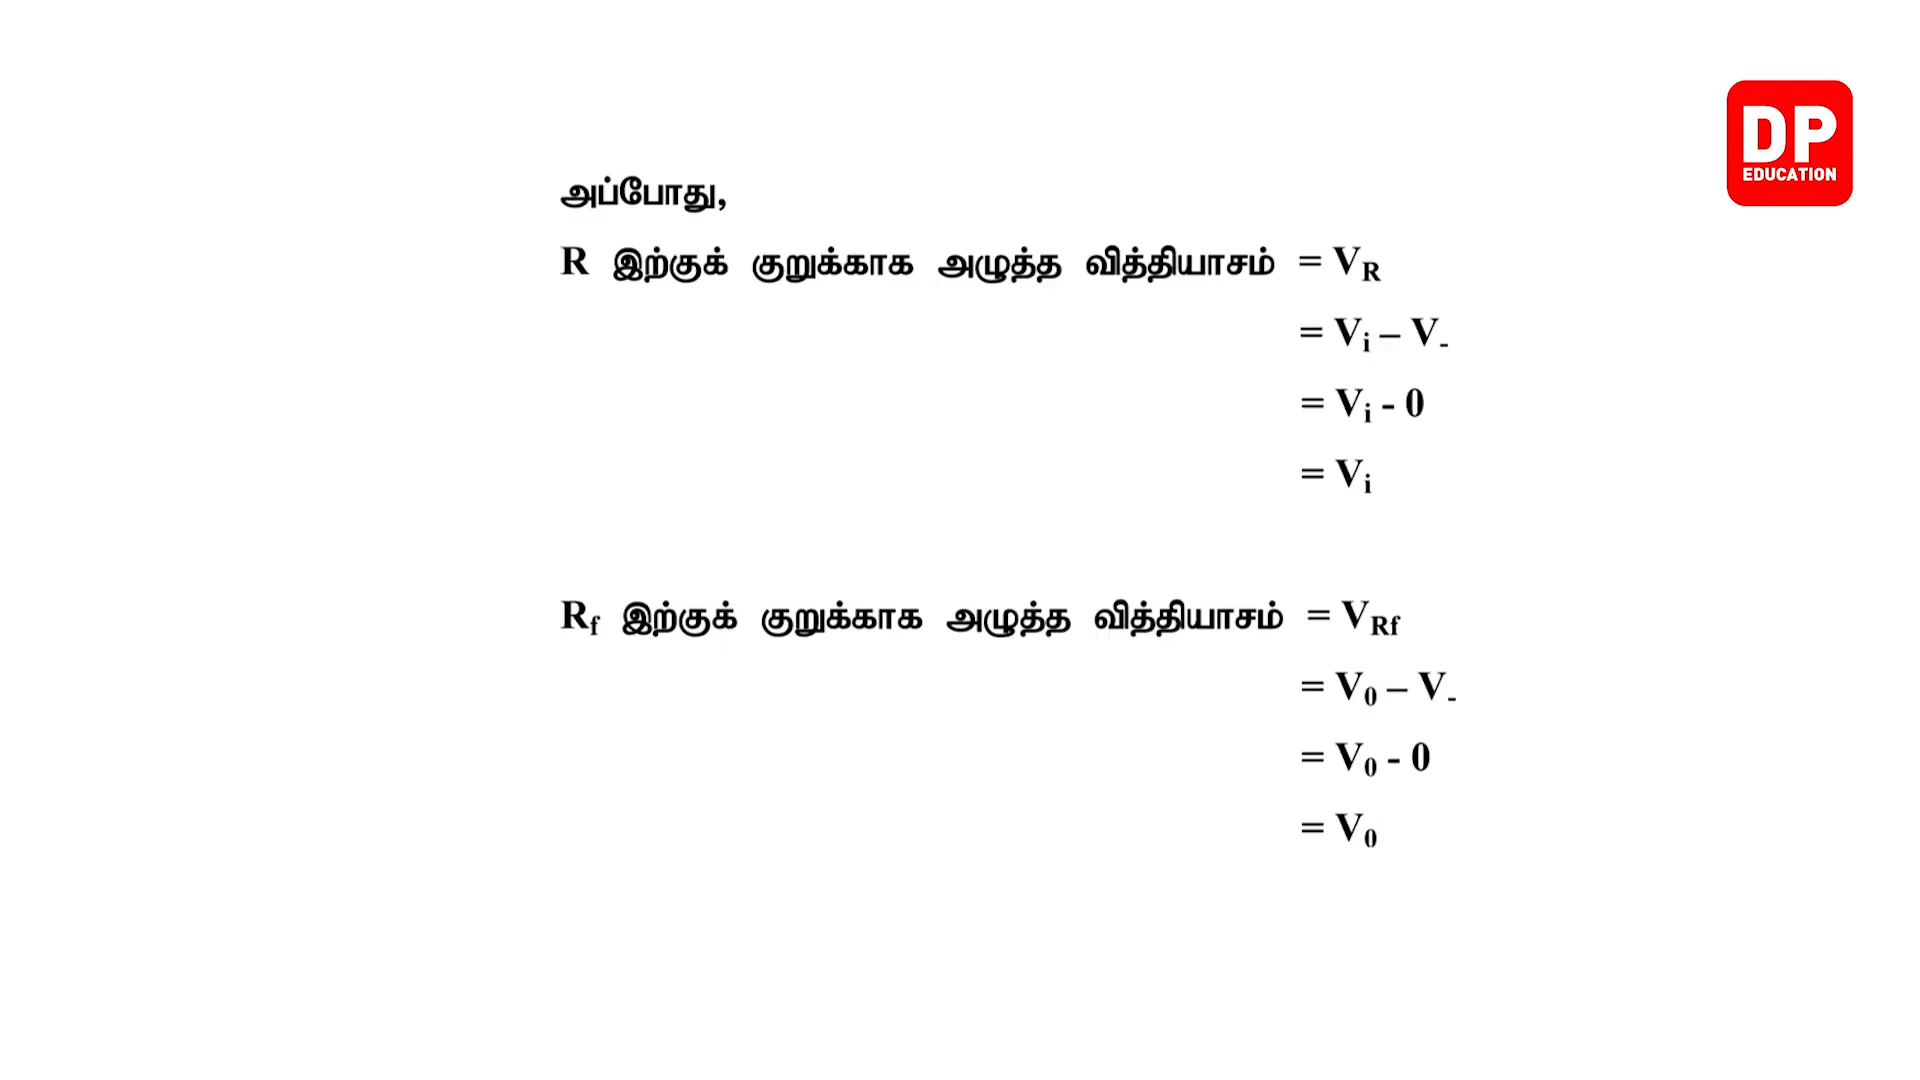 DP
EDUCATION
அப்போது,
R இற்குக் குறுக்காக அழுத்த வித்தியாசம் = V_R
= V_i – V_-
= V_i - 0
= V_i
R_f இற்குக் குறுக்காக அழுத்த வித்தியாசம் = V_Rf
= V_0 – V_-
= V_0 - 0
= V_0